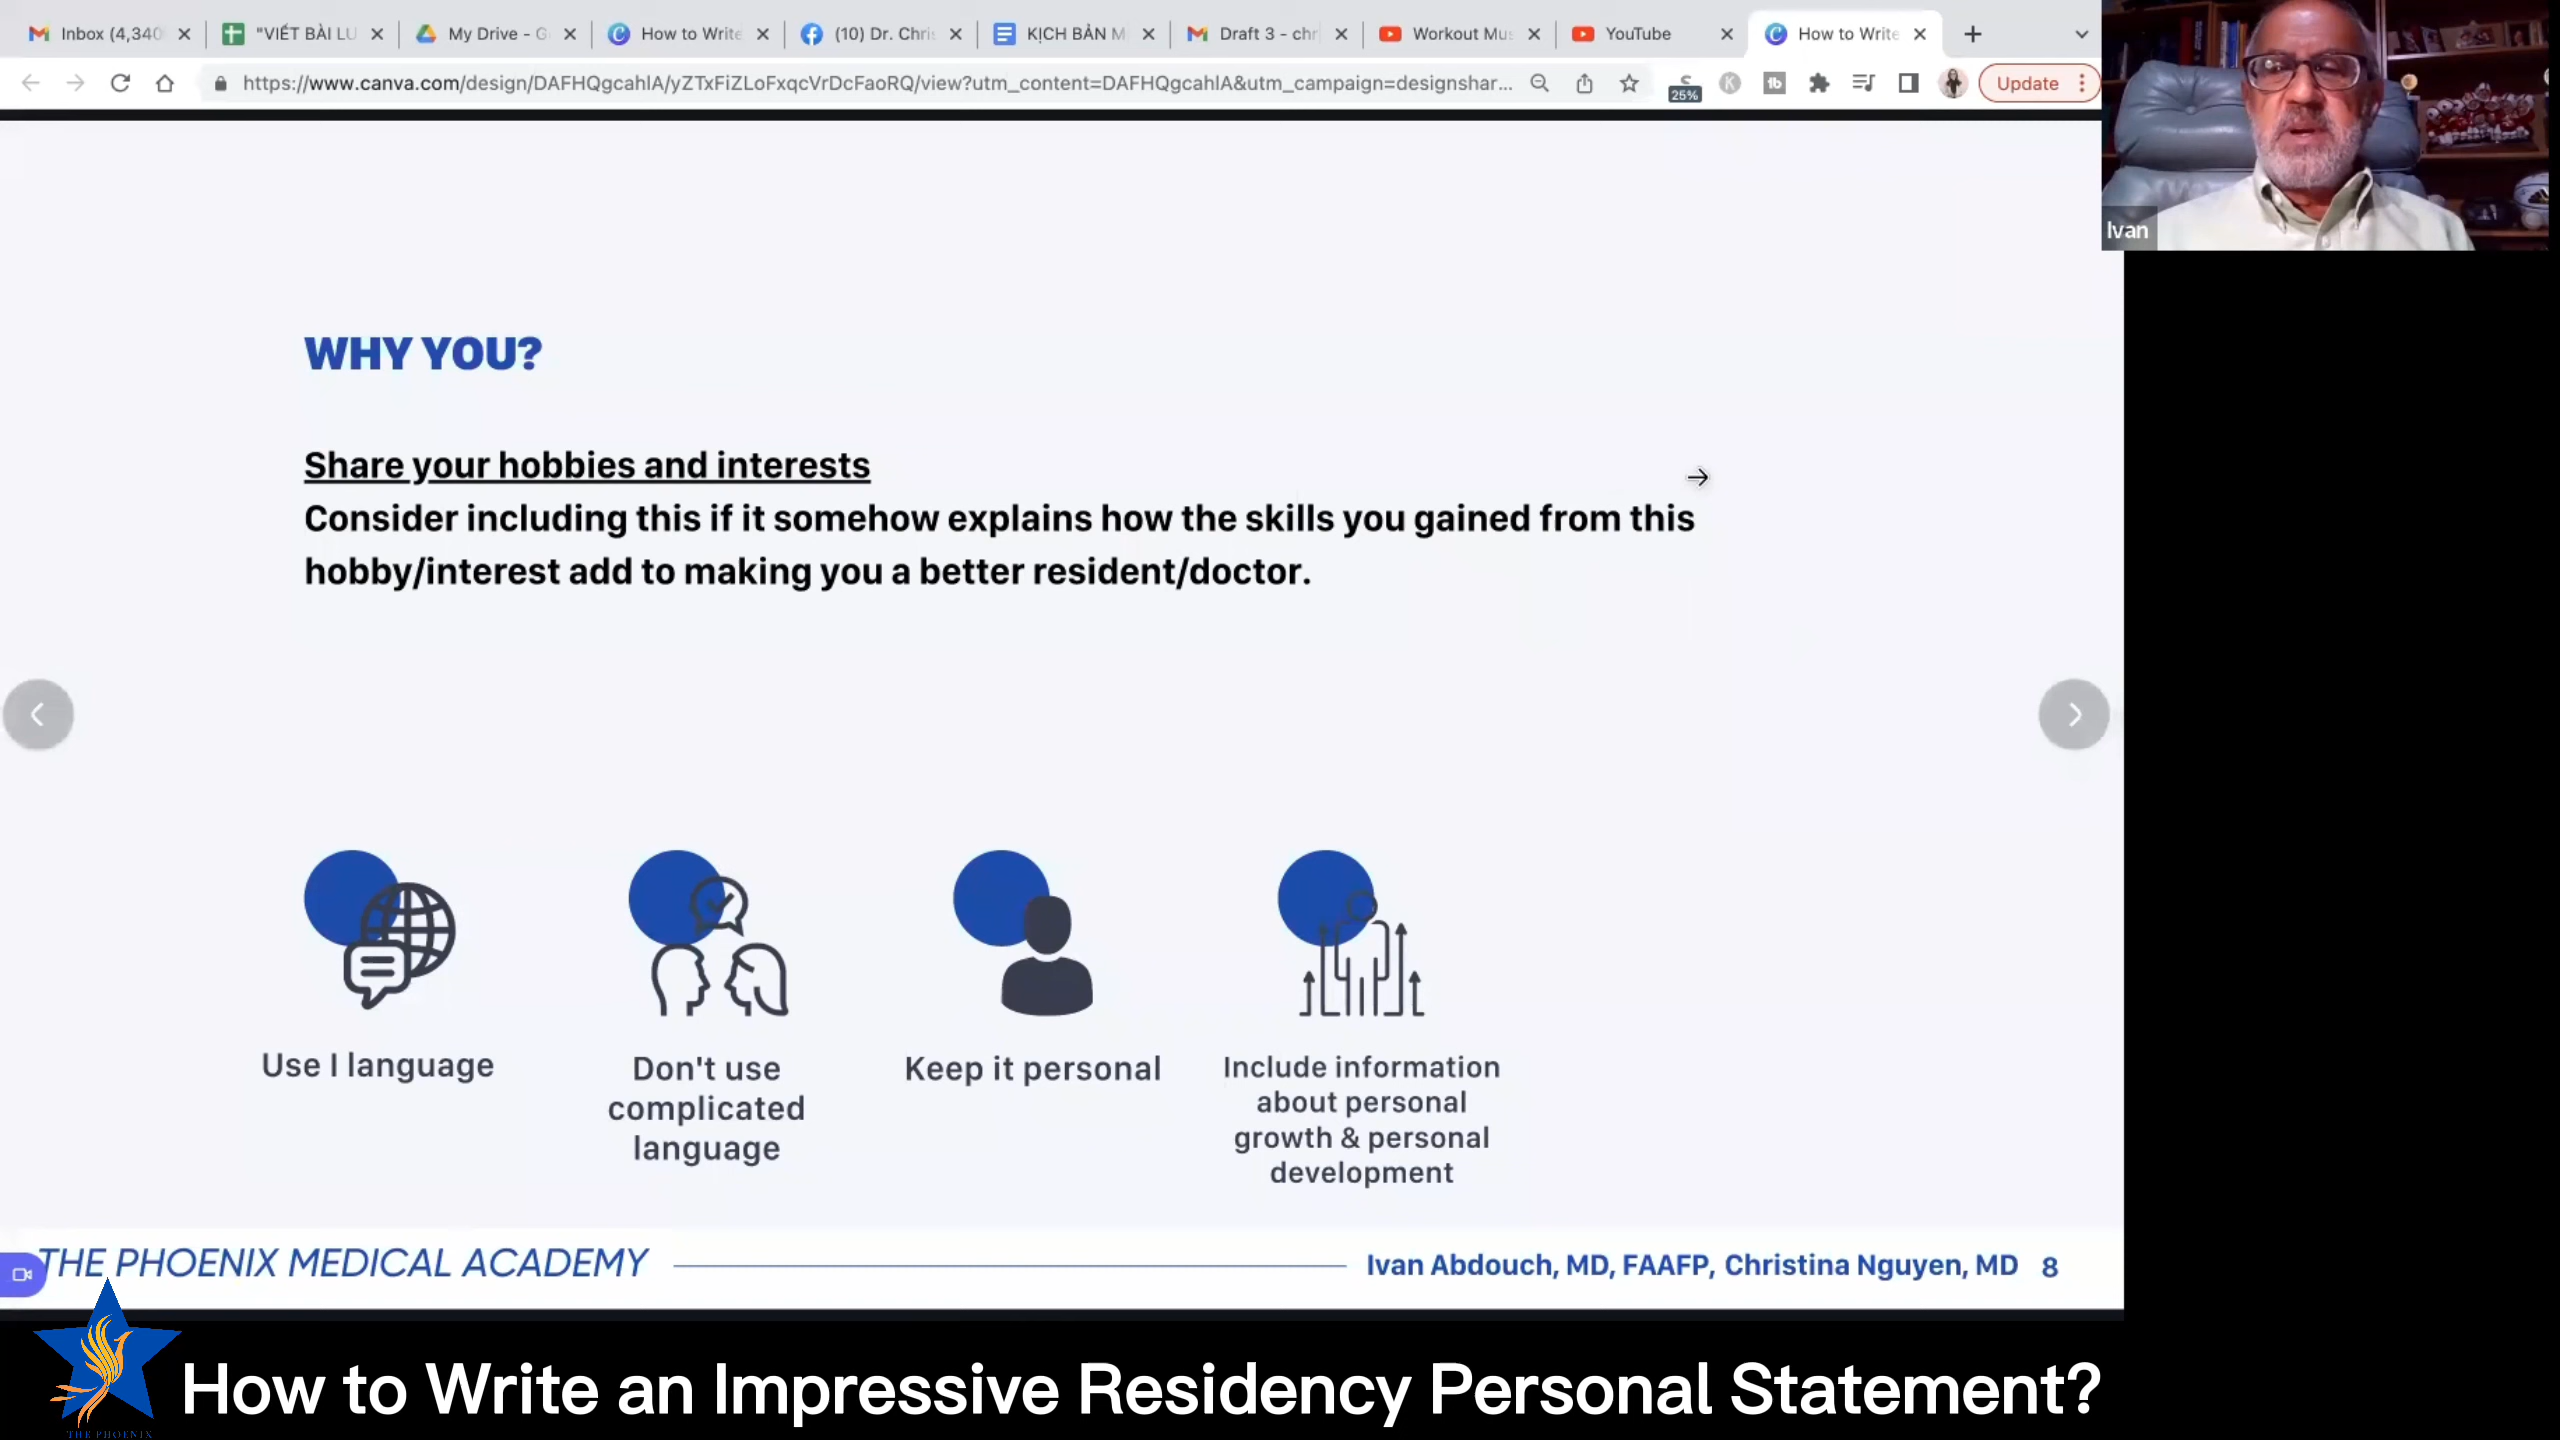 Inbox (4,340
"VIẾT BÀI LU
My Drive - G
How to Write
(10) Dr. Chri
KỊCH BẢN M
Draft 3 - chr
Workout Mus
YouTube
How to Write
https://www.canva.com/design/DAFHQgcahlA/yZTxFiZLoFxqcVrDcFaoRQ/view?utm_content=DAFHQgcahlA&utm_campaign=designshar...
25%
Update
Ivan
WHY YOU?
Share your hobbies and interests
Consider including this if it somehow explains how the skills you gained from this
hobby/interest add to making you a better resident/doctor.
Use I language
Don't use
complicated
language
Keep it personal
Include information
about personal
growth & personal
development
THE PHOENIX MEDICAL ACADEMY
Ivan Abdouch, MD, FAAFP, Christina Nguyen, MD 8
How to Write an Impressive Residency Personal Statement?
THE PHOENIX